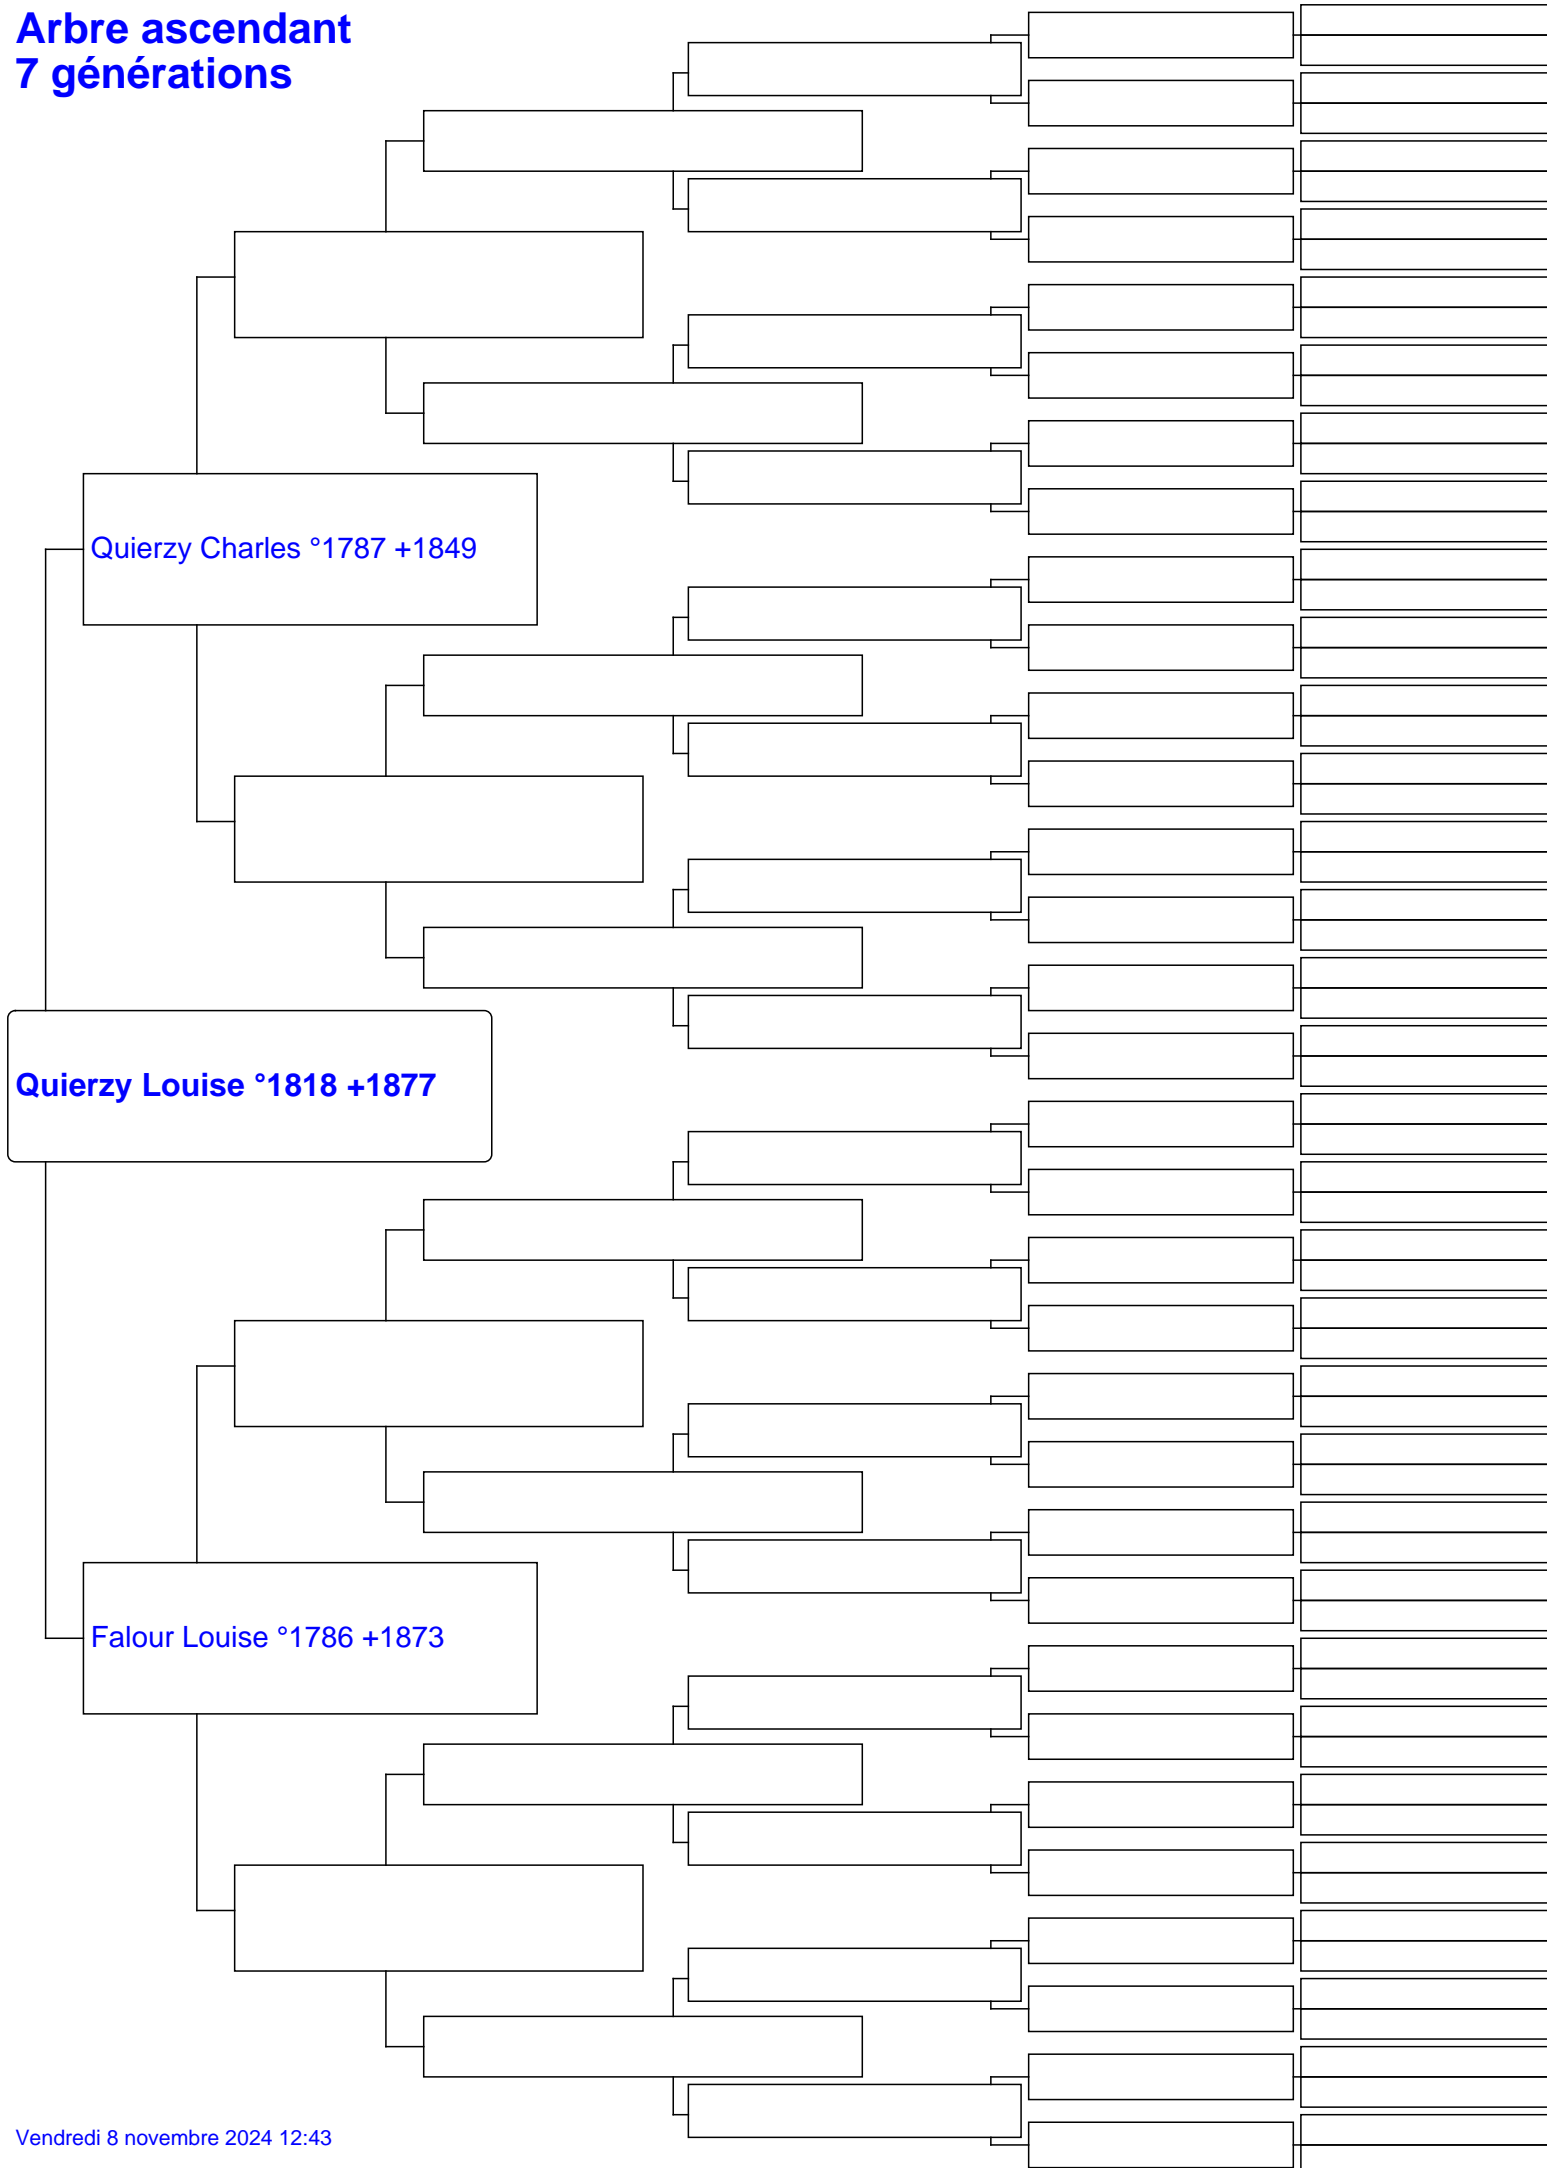 Arbre ascendant
7 générations
Quierzy Charles °1787 +1849
Quierzy Louise °1818 +1877
Falour Louise °1786 +1873
Vendredi 8 novembre 2024 12:43